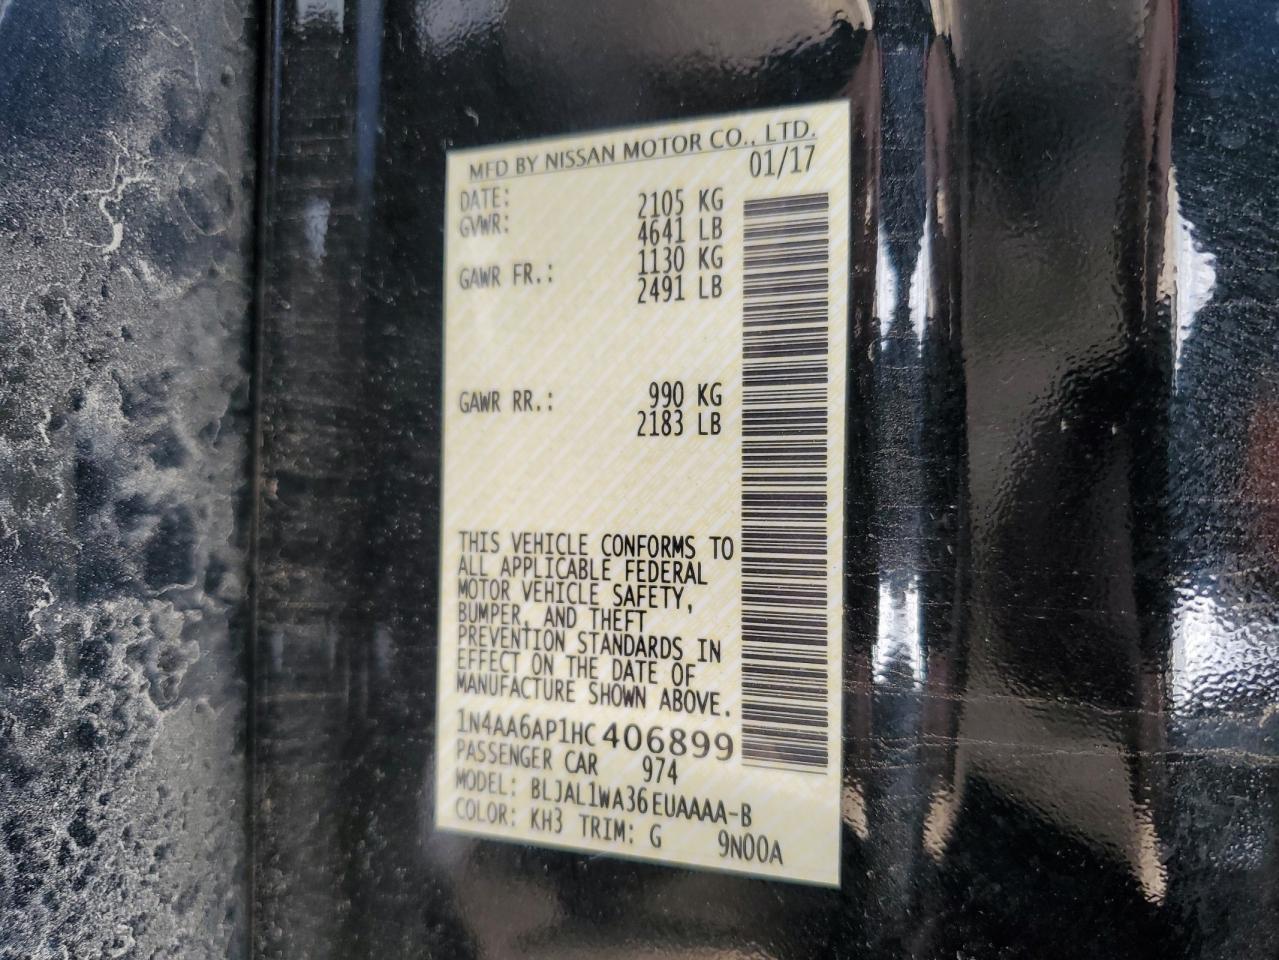 MFD BY NISSAN MOTOR CO., LTD.
DATE: 01/17
GVWR: 2105 KG
4641 LB
GAWR FR.: 1130 KG
2491 LB
GAWR RR.: 990 KG
2183 LB
THIS VEHICLE CONFORMS TO
ALL APPLICABLE FEDERAL
MOTOR VEHICLE SAFETY,
BUMPER, AND THEFT
PREVENTION STANDARDS IN
EFFECT ON THE DATE OF
MANUFACTURE SHOWN ABOVE.
1N4AA6AP1HC406899
PASSENGER CAR 974
MODEL: BLJAL1WA36EUAAAA-B
COLOR: KH3 TRIM: G 9N00A